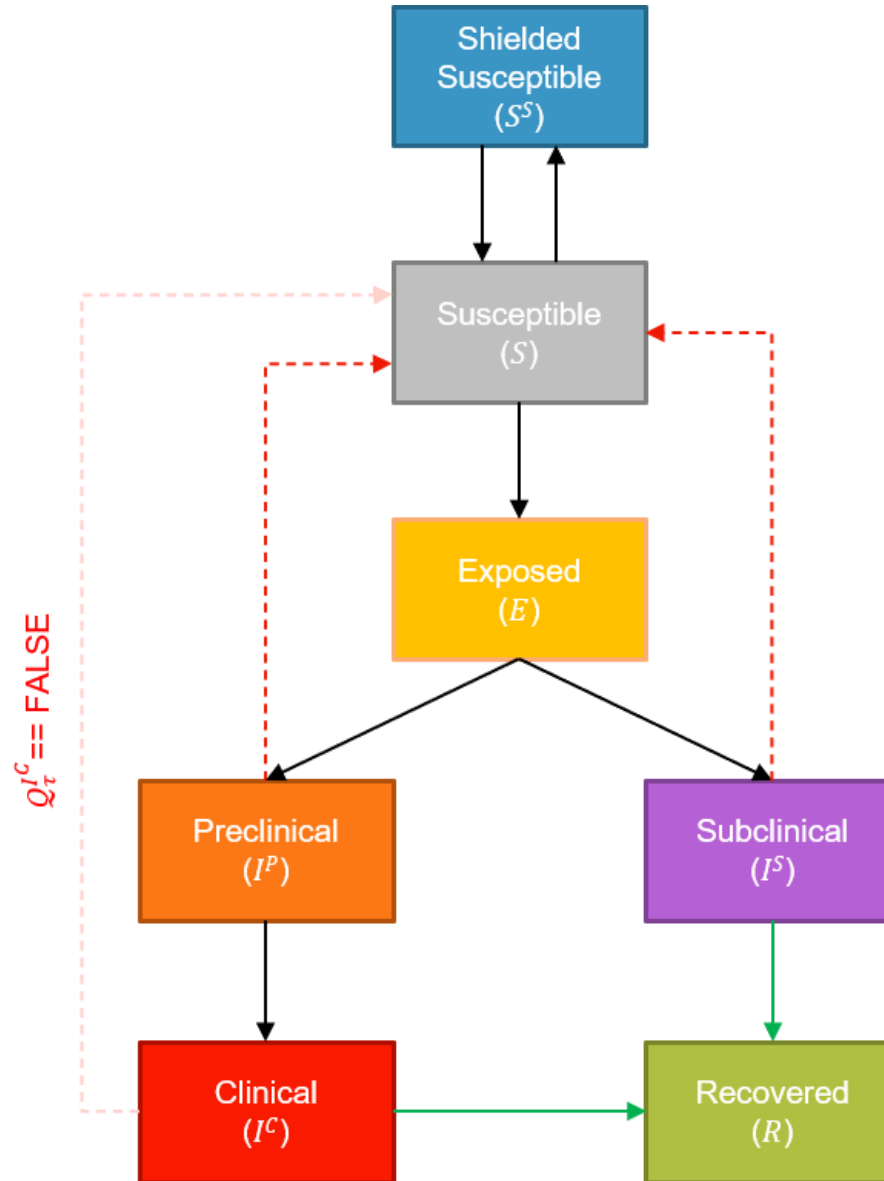 Shielded
Susceptible
(S^S)
Susceptible
(S)
Exposed
(E)
Q_τ^{I^C} == FALSE
Preclinical
(I^P)
Subclinical
(I^S)
Clinical
(I^C)
Recovered
(R)